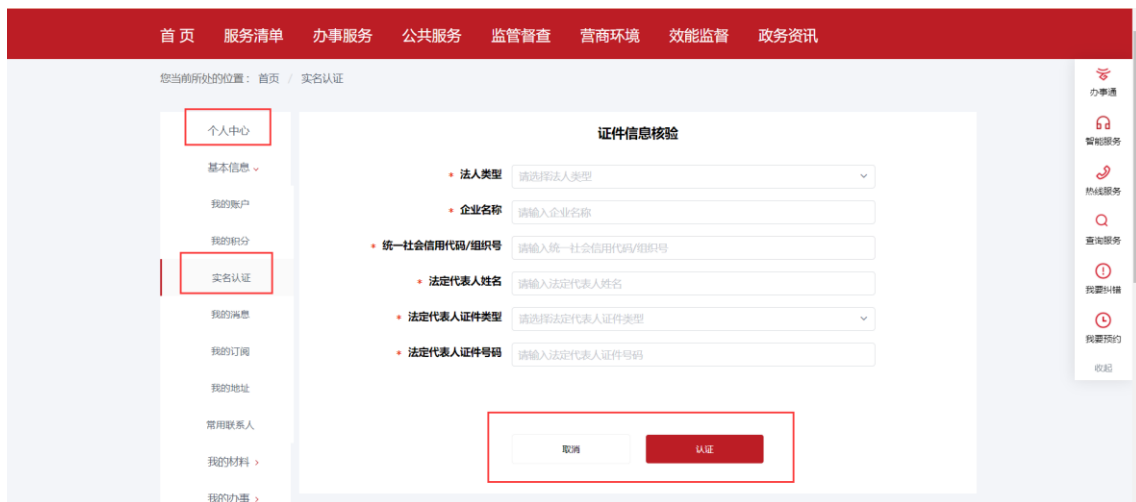 首 页 服务清单 办事服务 公共服务 监管督查 营商环境 效能监督 政务资讯
您当前所处的位置： 首页 / 实名认证
个人中心
基本信息
我的账户
我的积分
实名认证
我的消息
我的订阅
我的地址
常用联系人
我的材料
我的办事
证件信息核验
* 法人类型 请选择法人类型
* 企业名称 请输入企业名称
* 统一社会信用代码/组织号 请输入统一社会信用代码/组织号
* 法定代表人姓名 请输入法定代表人姓名
* 法定代表人证件类型 请选择法定代表人证件类型
* 法定代表人证件号码 请输入法定代表人证件号码
取消 认证
办事通
智能服务
热线服务
查询服务
我要纠错
我要预约
收起